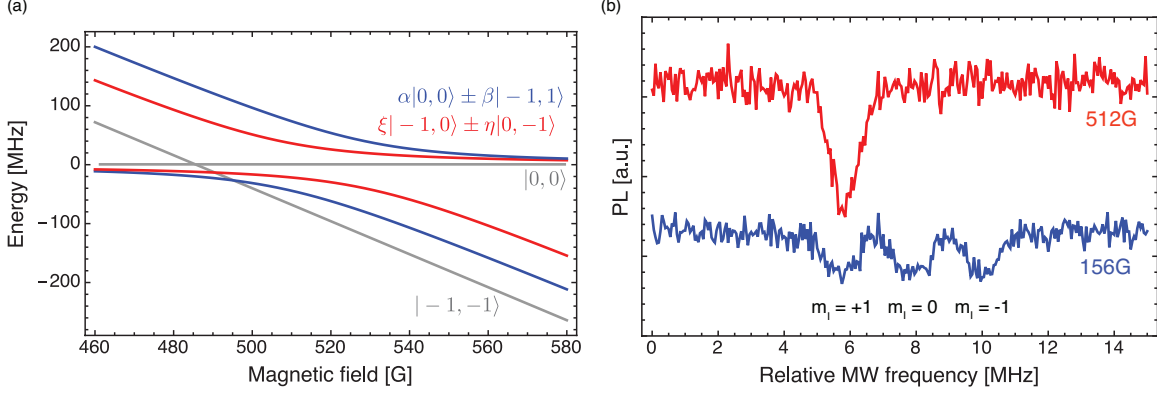 (a)
200
100
0
−100
−200
Energy [MHz]
α|0, 0⟩ ± β| − 1, 1⟩
ξ| − 1, 0⟩ ± η|0, −1⟩
|0, 0⟩
| − 1, −1⟩
460
480
500
520
540
560
580
Magnetic field [G]
(b)
PL [a.u.]
512G
156G
m_I = +1
m_I = 0
m_I = -1
0
2
4
6
8
10
12
14
Relative MW frequency [MHz]